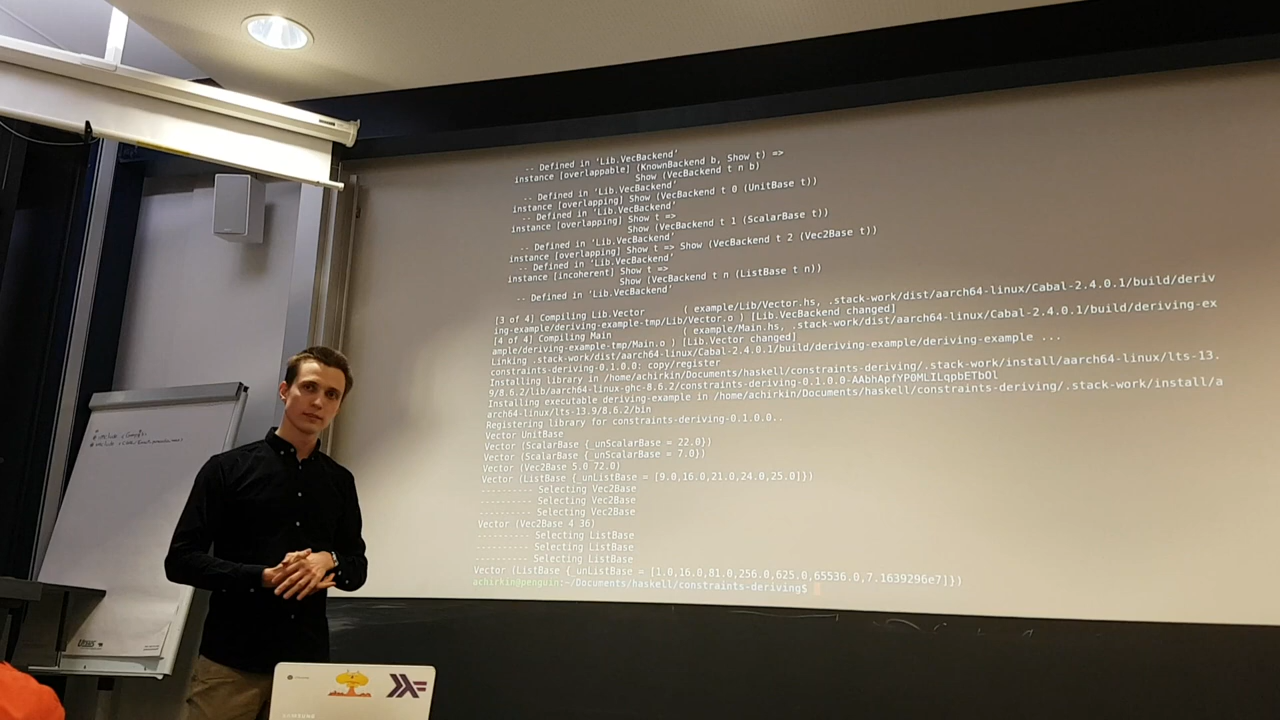 -- Defined in ‘Lib.VecBackend’
instance [overlappable] (KnownBackend b, Show t) =>
Show (VecBackend t n b)
-- Defined in ‘Lib.VecBackend’
instance [overlapping] Show (VecBackend t 0 (UnitBase t))
-- Defined in ‘Lib.VecBackend’
instance [overlapping] Show t =>
Show (VecBackend t 1 (ScalarBase t))
-- Defined in ‘Lib.VecBackend’
instance [overlapping] Show t => Show (VecBackend t 2 (Vec2Base t))
-- Defined in ‘Lib.VecBackend’
instance [incoherent] Show t =>
Show (VecBackend t n (ListBase t n))
-- Defined in ‘Lib.VecBackend’
[3 of 4] Compiling Lib.Vector ( example/Lib/Vector.hs, .stack-work/dist/aarch64-linux/Cabal-2.4.0.1/build/deriv
ing-example/deriving-example-tmp/Lib/Vector.o ) [Lib.VecBackend changed]
[4 of 4] Compiling Main ( example/Main.hs, .stack-work/dist/aarch64-linux/Cabal-2.4.0.1/build/deriving-ex
ample/deriving-example-tmp/Main.o ) [Lib.Vector changed]
Linking .stack-work/dist/aarch64-linux/Cabal-2.4.0.1/build/deriving-example/deriving-example ...
constraints-deriving-0.1.0.0: copy/register
Installing library in /home/achirkin/Documents/haskell/constraints-deriving/.stack-work/install/aarch64-linux/lts-13.
9/8.6.2/lib/aarch64-linux-ghc-8.6.2/constraints-deriving-0.1.0.0-AAbhApfYP0MLILqpbETbOl
Installing executable deriving-example in /home/achirkin/Documents/haskell/constraints-deriving/.stack-work/install/a
arch64-linux/lts-13.9/8.6.2/bin
Registering library for constraints-deriving-0.1.0.0..
Vector UnitBase
Vector (ScalarBase {_unScalarBase = 22.0})
Vector (ScalarBase {_unScalarBase = 7.0})
Vector (Vec2Base 5.0 72.0)
Vector (ListBase {_unListBase = [9.0,16.0,21.0,24.0,25.0]})
---------- Selecting Vec2Base
---------- Selecting Vec2Base
---------- Selecting Vec2Base
Vector (Vec2Base 4 36)
---------- Selecting ListBase
---------- Selecting ListBase
---------- Selecting ListBase
Vector (ListBase {_unListBase = [1.0,16.0,81.0,256.0,625.0,65536.0,7.1639296e7]})
achirkin@penguin:~/Documents/haskell/constraints-deriving$
SAMSUNG